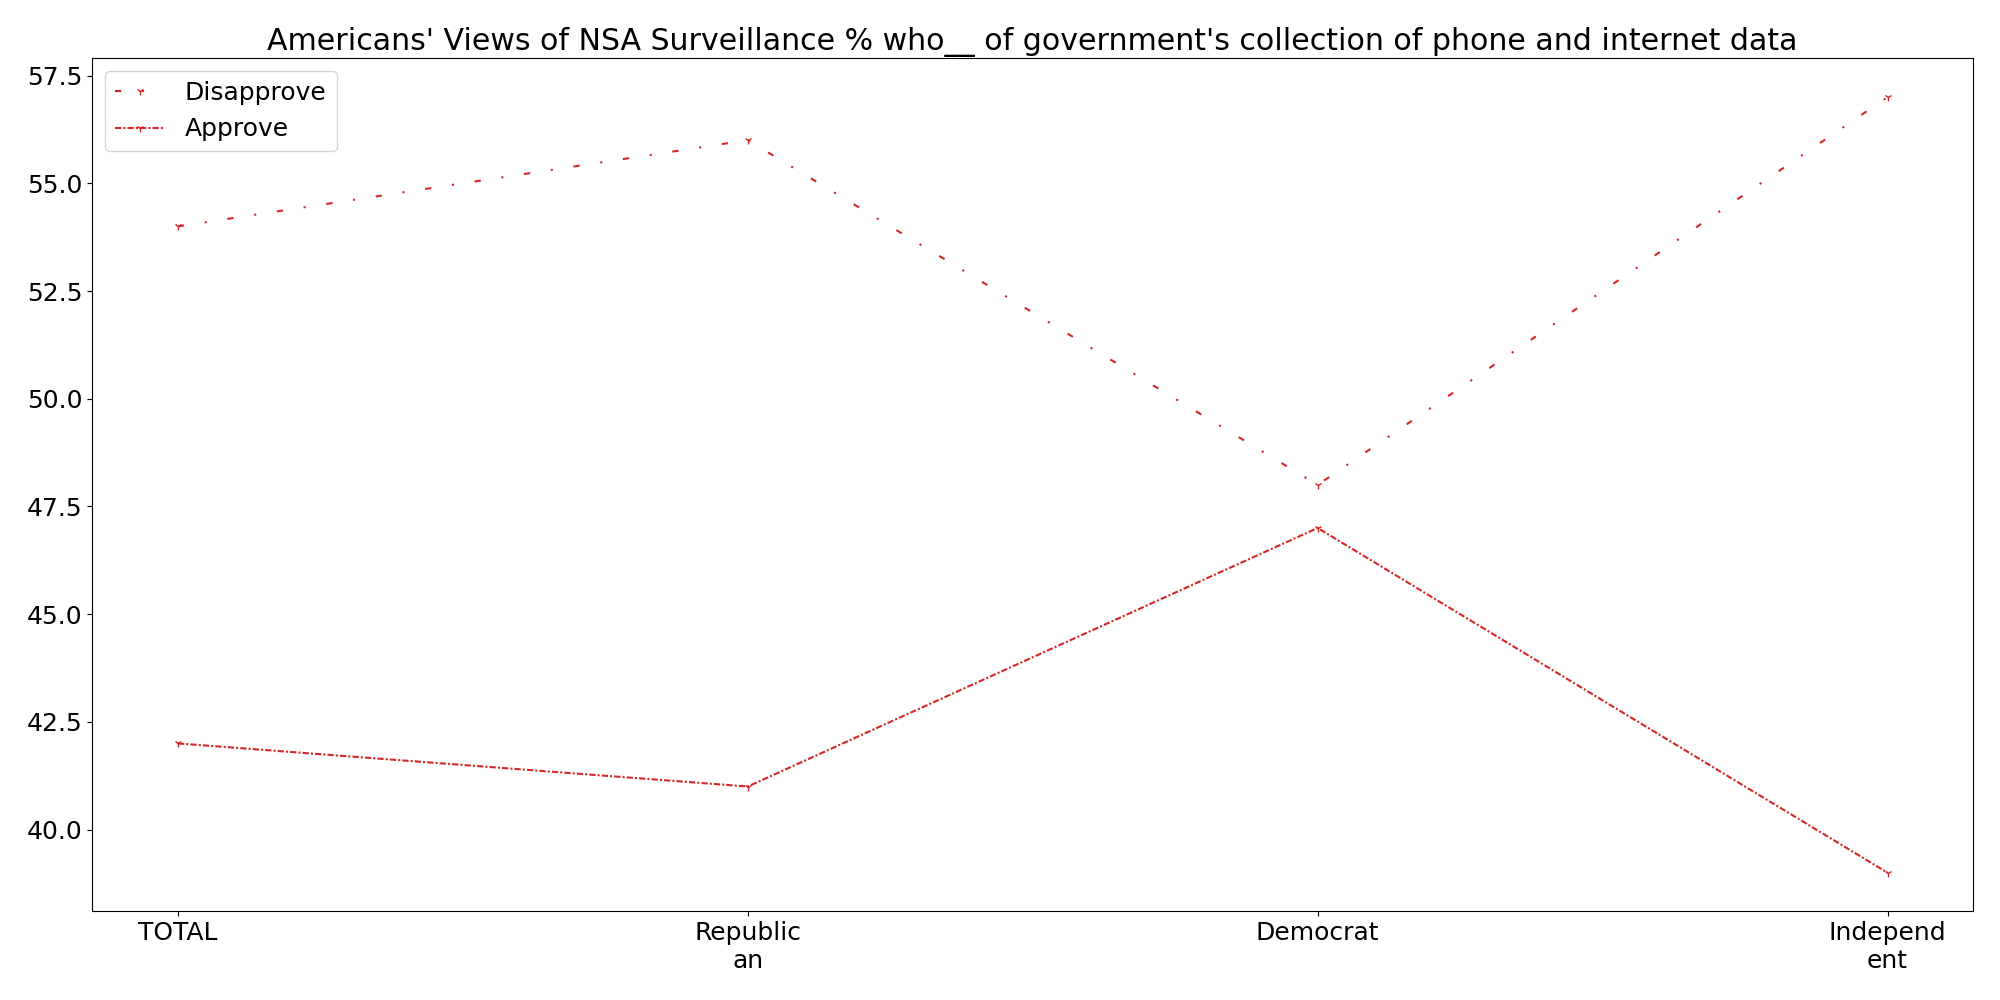 Americans' Views of NSA Surveillance % who__ of government's collection of phone and internet data
57.5
55.0
52.5
50.0
47.5
45.0
42.5
40.0
Disapprove
Approve
TOTAL
Republic
an
Democrat
Independ
ent